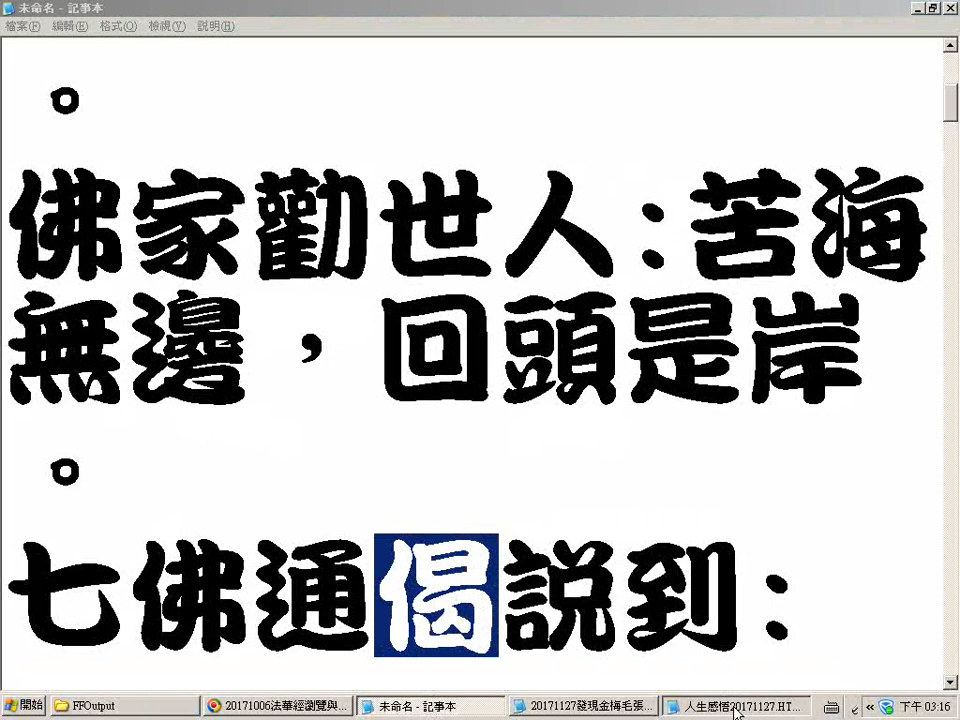 未命名 - 記事本
檔案(F) 編輯(E) 格式(O) 檢視(V) 說明(H)
。
佛家勸世人:苦海
無邊，回頭是岸
。
七佛通偈說到:
開始 FFOutput 20171006法華經瀏覽與... 未命名 - 記事本 20171127發現金梅毛張... 人生感悟20171127.HT... « 下午 03:16